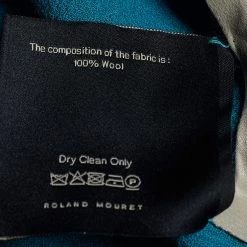 The composition of the fabric is :
100% Wool
Dry Clean Only
ROLAND MOURET